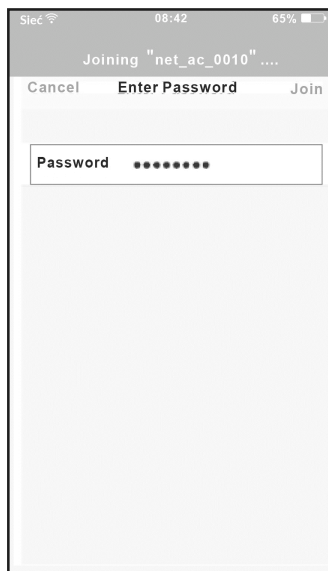 Sieć 08:42 65%
Joining "net_ac_0010"....
Cancel Enter Password Join
Password ●●●●●●●●